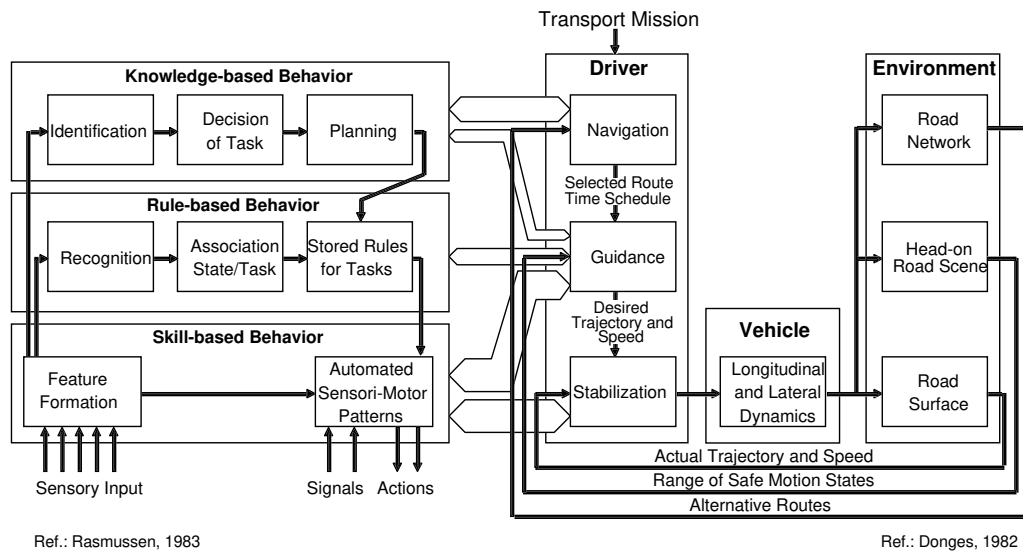 Transport Mission
Knowledge-based Behavior
Identification
Decision
of Task
Planning
Rule-based Behavior
Recognition
Association
State/Task
Stored Rules
for Tasks
Skill-based Behavior
Feature
Formation
Automated
Sensori-Motor
Patterns
Sensory Input
Signals
Actions
Driver
Navigation
Selected Route
Time Schedule
Guidance
Desired
Trajectory and
Speed
Stabilization
Vehicle
Longitudinal
and Lateral
Dynamics
Environment
Road
Network
Head-on
Road Scene
Road
Surface
Actual Trajectory and Speed
Range of Safe Motion States
Alternative Routes
Ref.: Rasmussen, 1983
Ref.: Donges, 1982